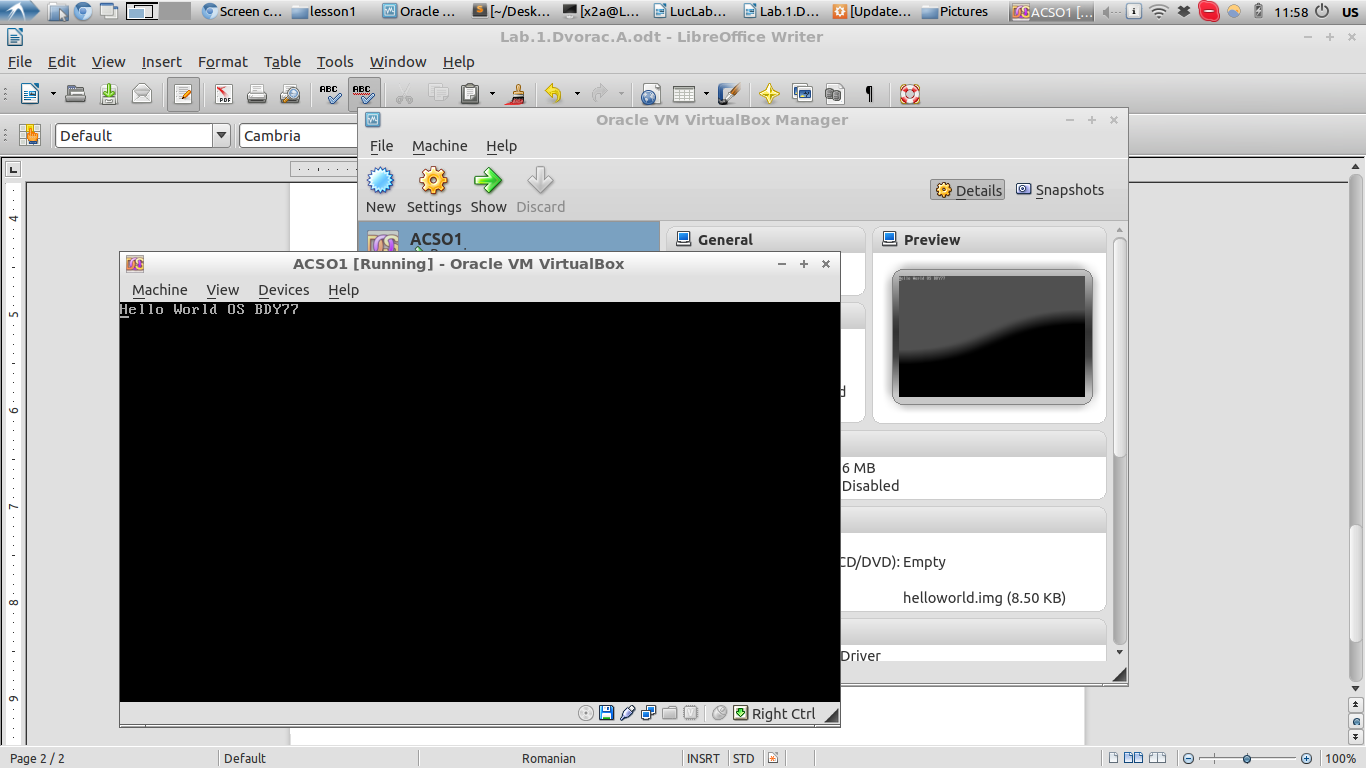 Screen c... lesson1 Oracle ... [~/Desk... [x2a@L... LucLab... Lab.1.D... [Update... Pictures ACSO1 [... 11:58 US
Lab.1.Dvorac.A.odt - LibreOffice Writer
File Edit View Insert Format Table Tools Window Help
Default Cambria
Oracle VM VirtualBox Manager
File Machine Help
New Settings Show Discard Details Snapshots
ACSO1 General Preview
ACSO1 [Running] - Oracle VM VirtualBox
Machine View Devices Help
Hello World OS BDY77
6 MB
Disabled
CD/DVD): Empty
helloworld.img (8.50 KB)
Driver
Right Ctrl
4
5
6
7
8
9
Page 2 / 2 Default Romanian INSRT STD 100%